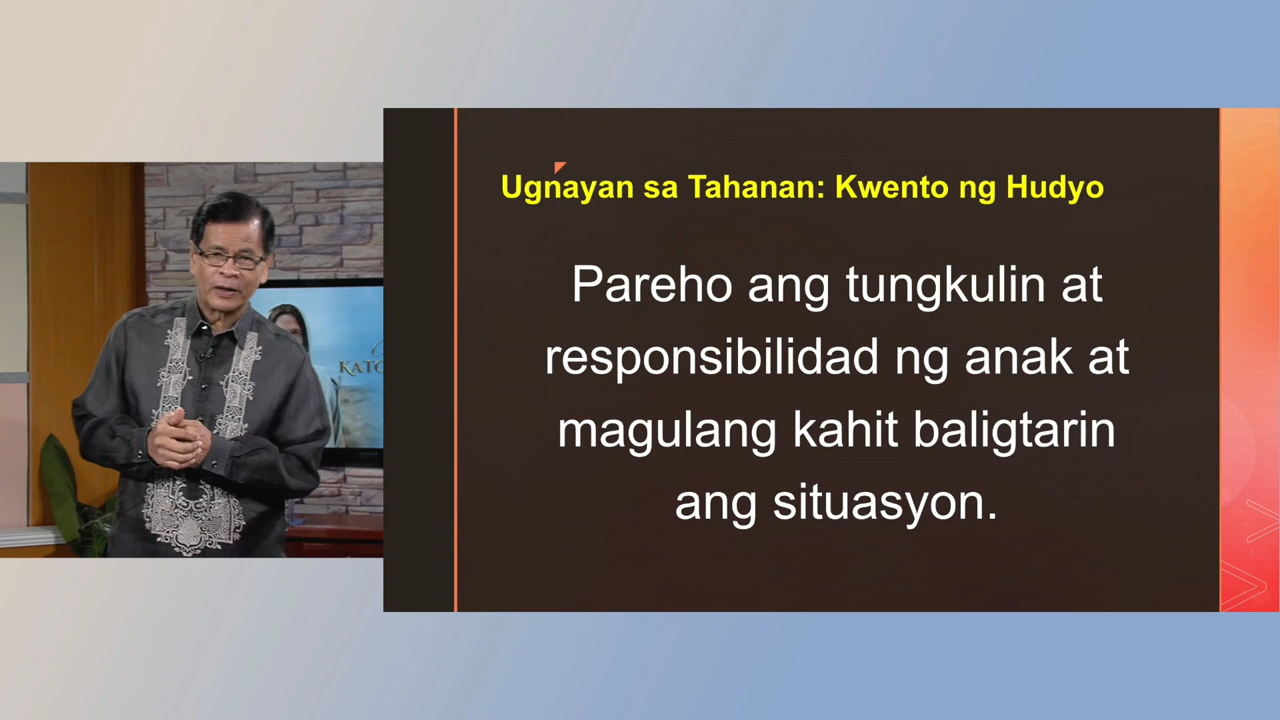 Ugnayan sa Tahanan: Kwento ng Hudyo
Pareho ang tungkulin at
responsibilidad ng anak at
magulang kahit baligtarin
ang situasyon.